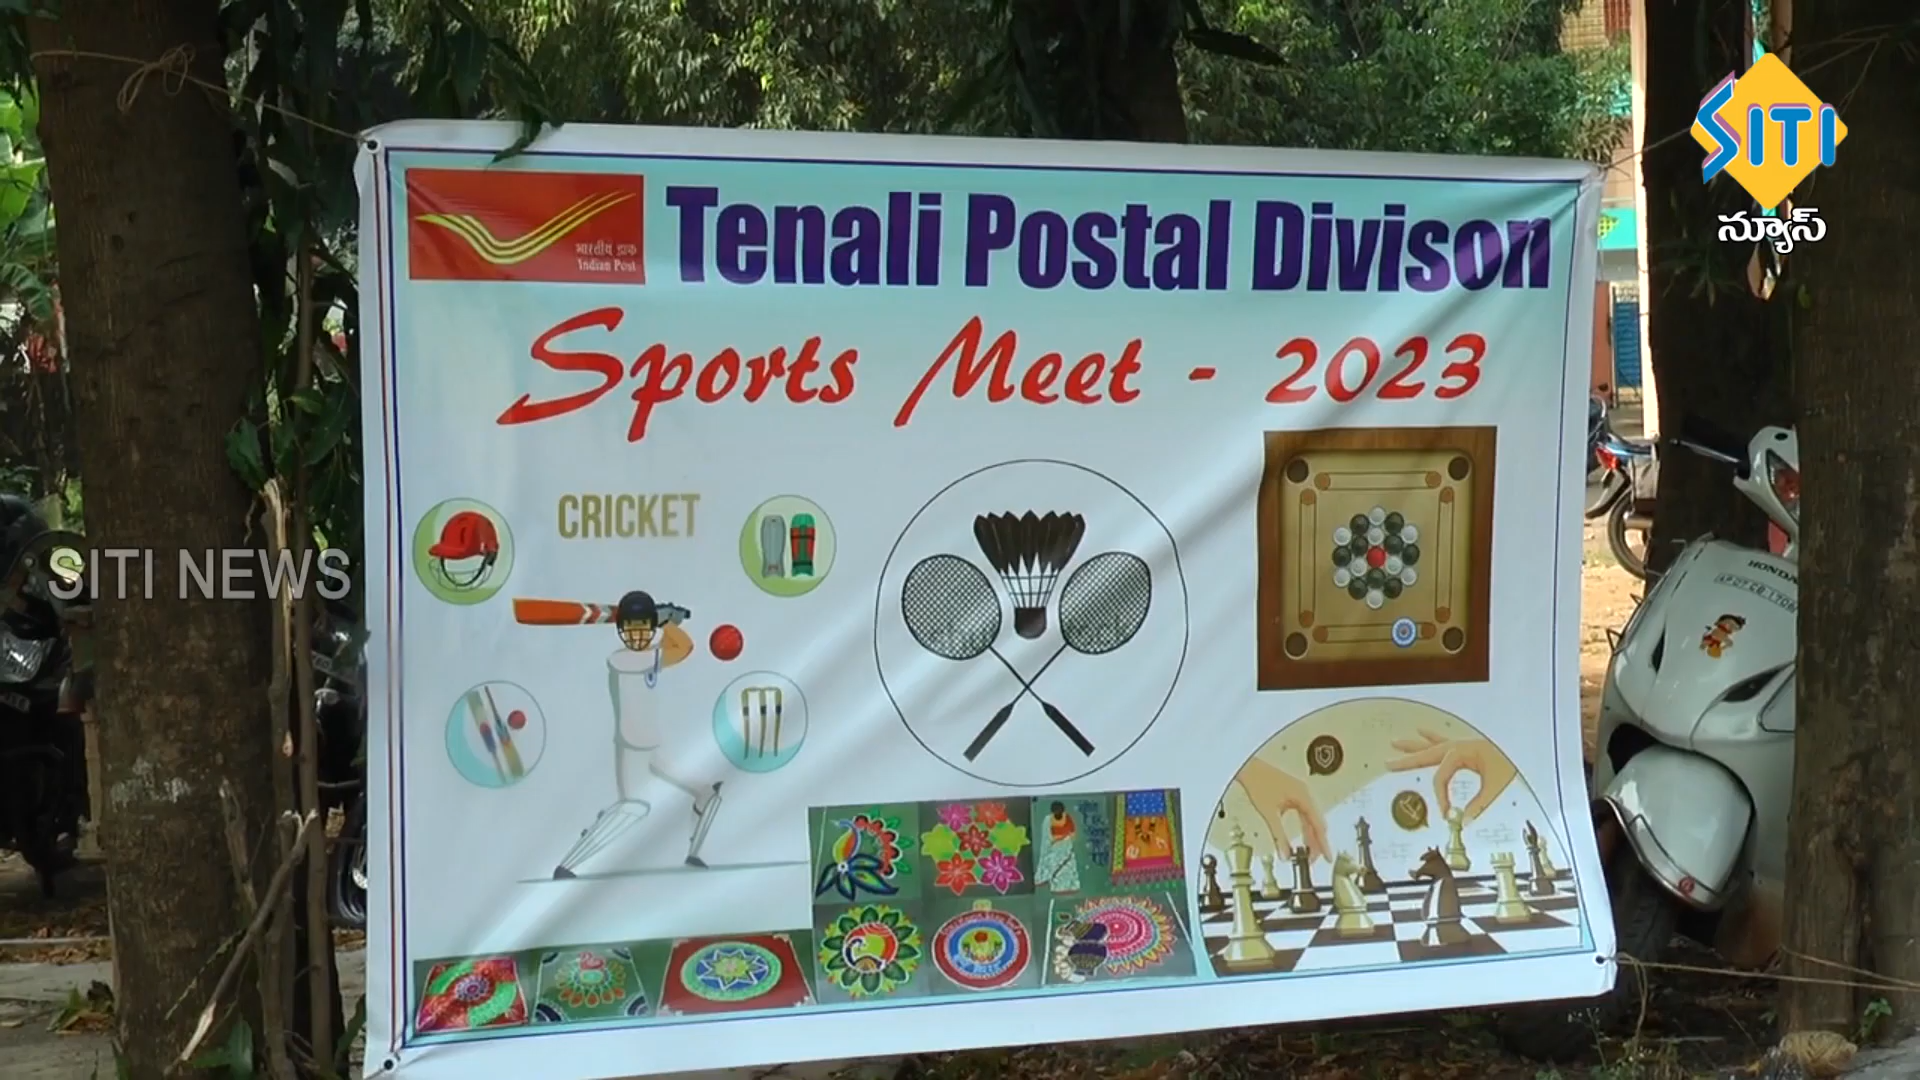 SITI
న్యూస్
भारतीय डाक
Indian Post
Tenali Postal Divison
Sports Meet - 2023
CRICKET
SITI NEWS
HONDA